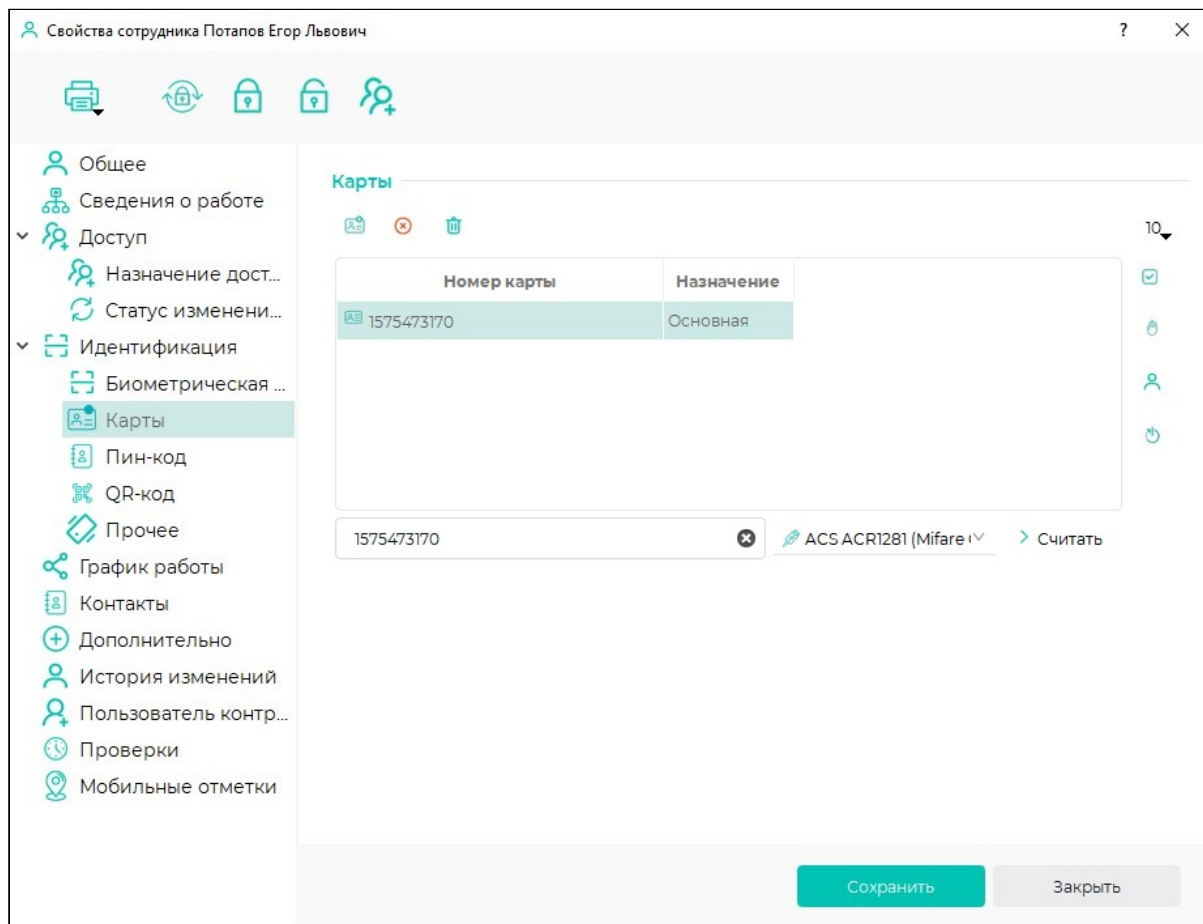 Свойства сотрудника Потапов Егор Львович
?
Общее
Сведения о работе
Доступ
Назначение дост...
Статус изменени...
Идентификация
Биометрическая ...
Карты
Пин-код
QR-код
Прочее
График работы
Контакты
Дополнительно
История изменений
Пользователь контр...
Проверки
Мобильные отметки
Карты
10
Номер карты Назначение
1575473170 Основная
1575473170 ACS ACR1281 (Mifare Считать
Сохранить Закрыть